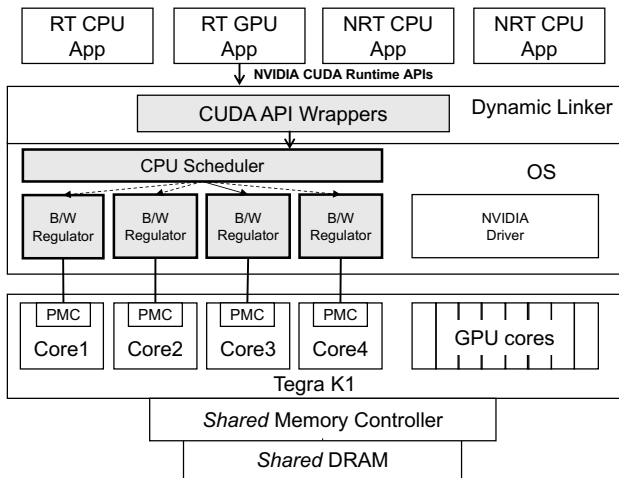 RT CPU
App
RT GPU
App
NRT CPU
App
NRT CPU
App
NVIDIA CUDA Runtime APIs
CUDA API Wrappers
Dynamic Linker
CPU Scheduler
OS
B/W
Regulator
B/W
Regulator
B/W
Regulator
B/W
Regulator
NVIDIA
Driver
PMC
PMC
PMC
PMC
Core1
Core2
Core3
Core4
GPU cores
Tegra K1
Shared Memory Controller
Shared DRAM